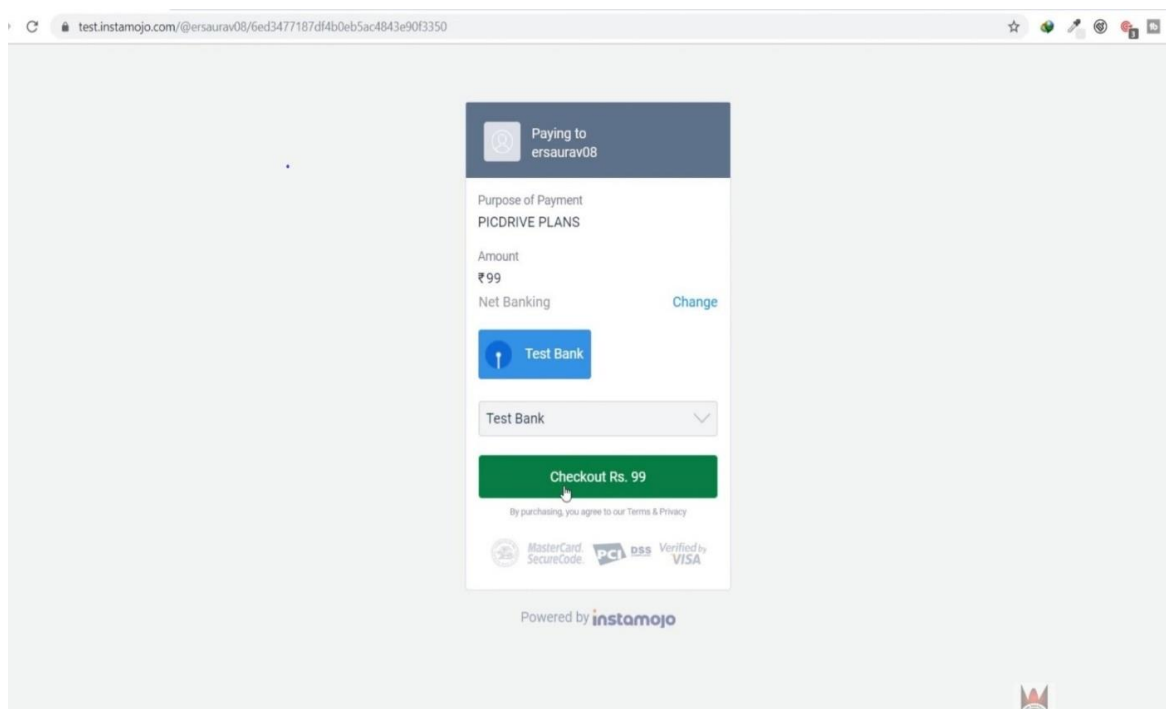 test.instamojo.com/@ersaurav08/6ed3477187df4b0eb5ac4843e90f3350
Paying to
ersaurav08
Purpose of Payment
PICDRIVE PLANS
Amount
₹99
Net Banking Change
Test Bank
Test Bank
Checkout Rs. 99
By purchasing, you agree to our Terms & Privacy
MasterCard. SecureCode. PCI DSS Verified by VISA
Powered by instamojo